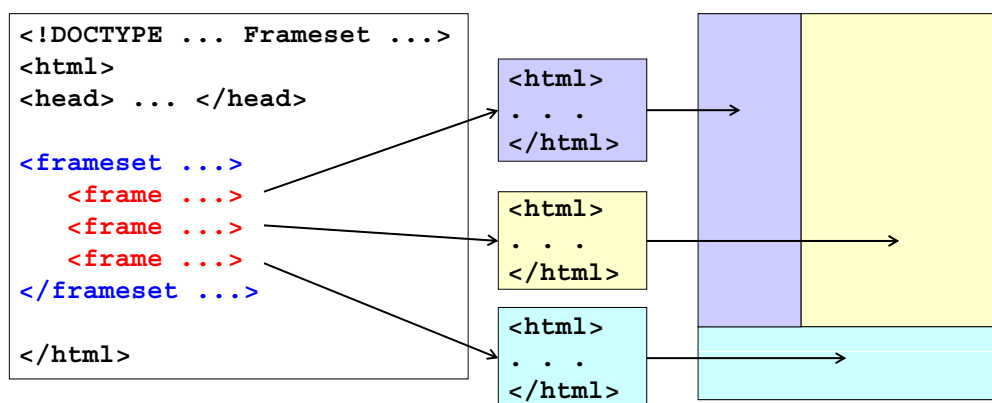 <!DOCTYPE ... Frameset ...>
<html>
<head> ... </head>
<frameset ...>
<frame ...>
<frame ...>
<frame ...>
</frameset ...>
</html>
<html>
. . .
</html>
<html>
. . .
</html>
<html>
. . .
</html>